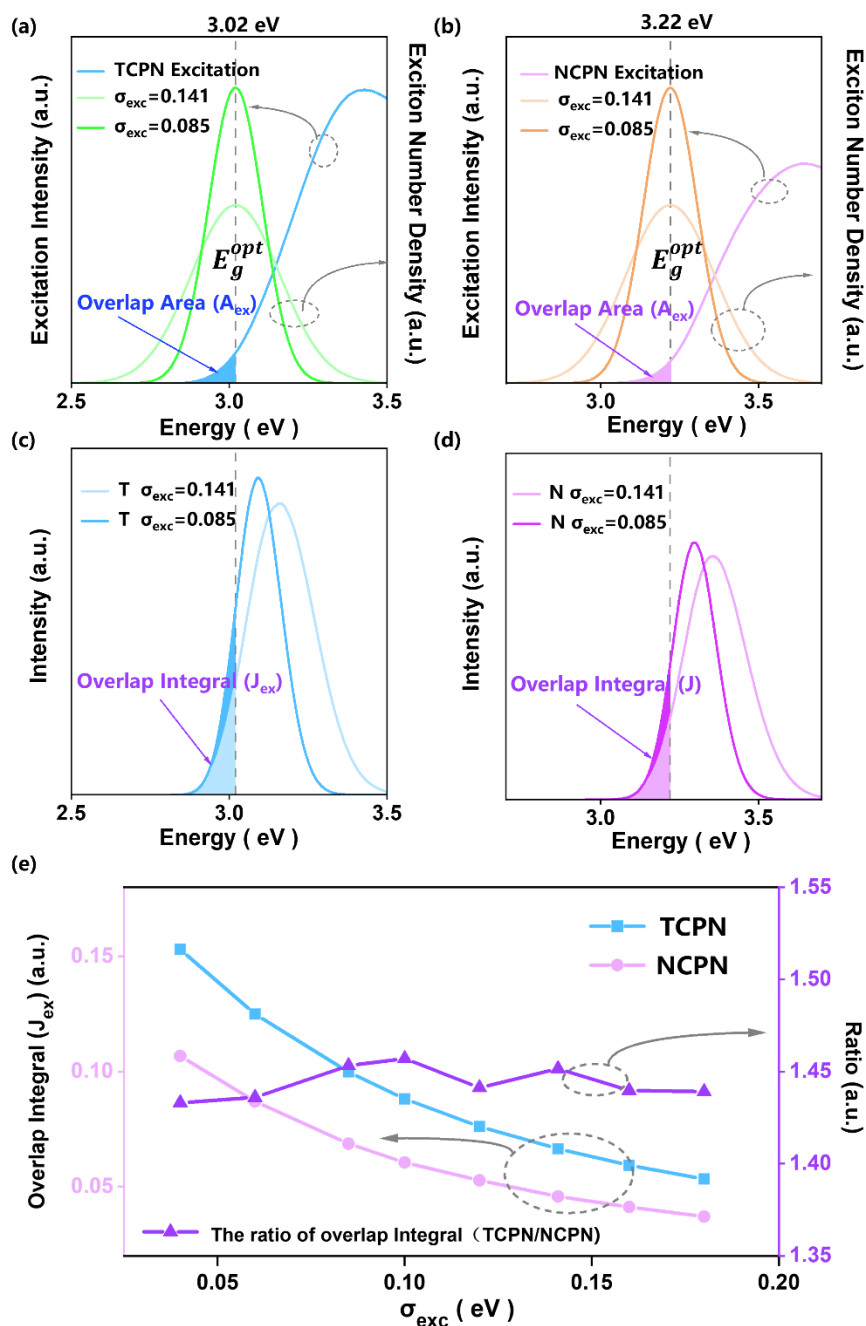 (a)
3.02 eV
TCPN Excitation
σexc=0.141
σexc=0.085
E_g^opt
Overlap Area (Aex)
Excitation Intensity (a.u.)
Exciton Number Density (a.u.)
2.5 3.0 3.5
Energy ( eV )
(b)
3.22 eV
NCPN Excitation
σexc=0.141
σexc=0.085
E_g^opt
Overlap Area (Aex)
Excitation Intensity (a.u.)
Exciton Number Density (a.u.)
3.0 3.5
Energy ( eV )
(c)
T σexc=0.141
T σexc=0.085
Overlap Integral (Jex)
Intensity (a.u.)
2.5 3.0 3.5
Energy ( eV )
(d)
N σexc=0.141
N σexc=0.085
Overlap Integral (J)
Intensity (a.u.)
3.0 3.5
Energy ( eV )
(e)
TCPN
NCPN
The ratio of overlap Integral（TCPN/NCPN)
Overlap Integral (Jex) (a.u.)
0.15
0.10
0.05
Ratio (a.u.)
1.55
1.50
1.45
1.40
1.35
0.05 0.10 0.15 0.20
σexc ( eV )